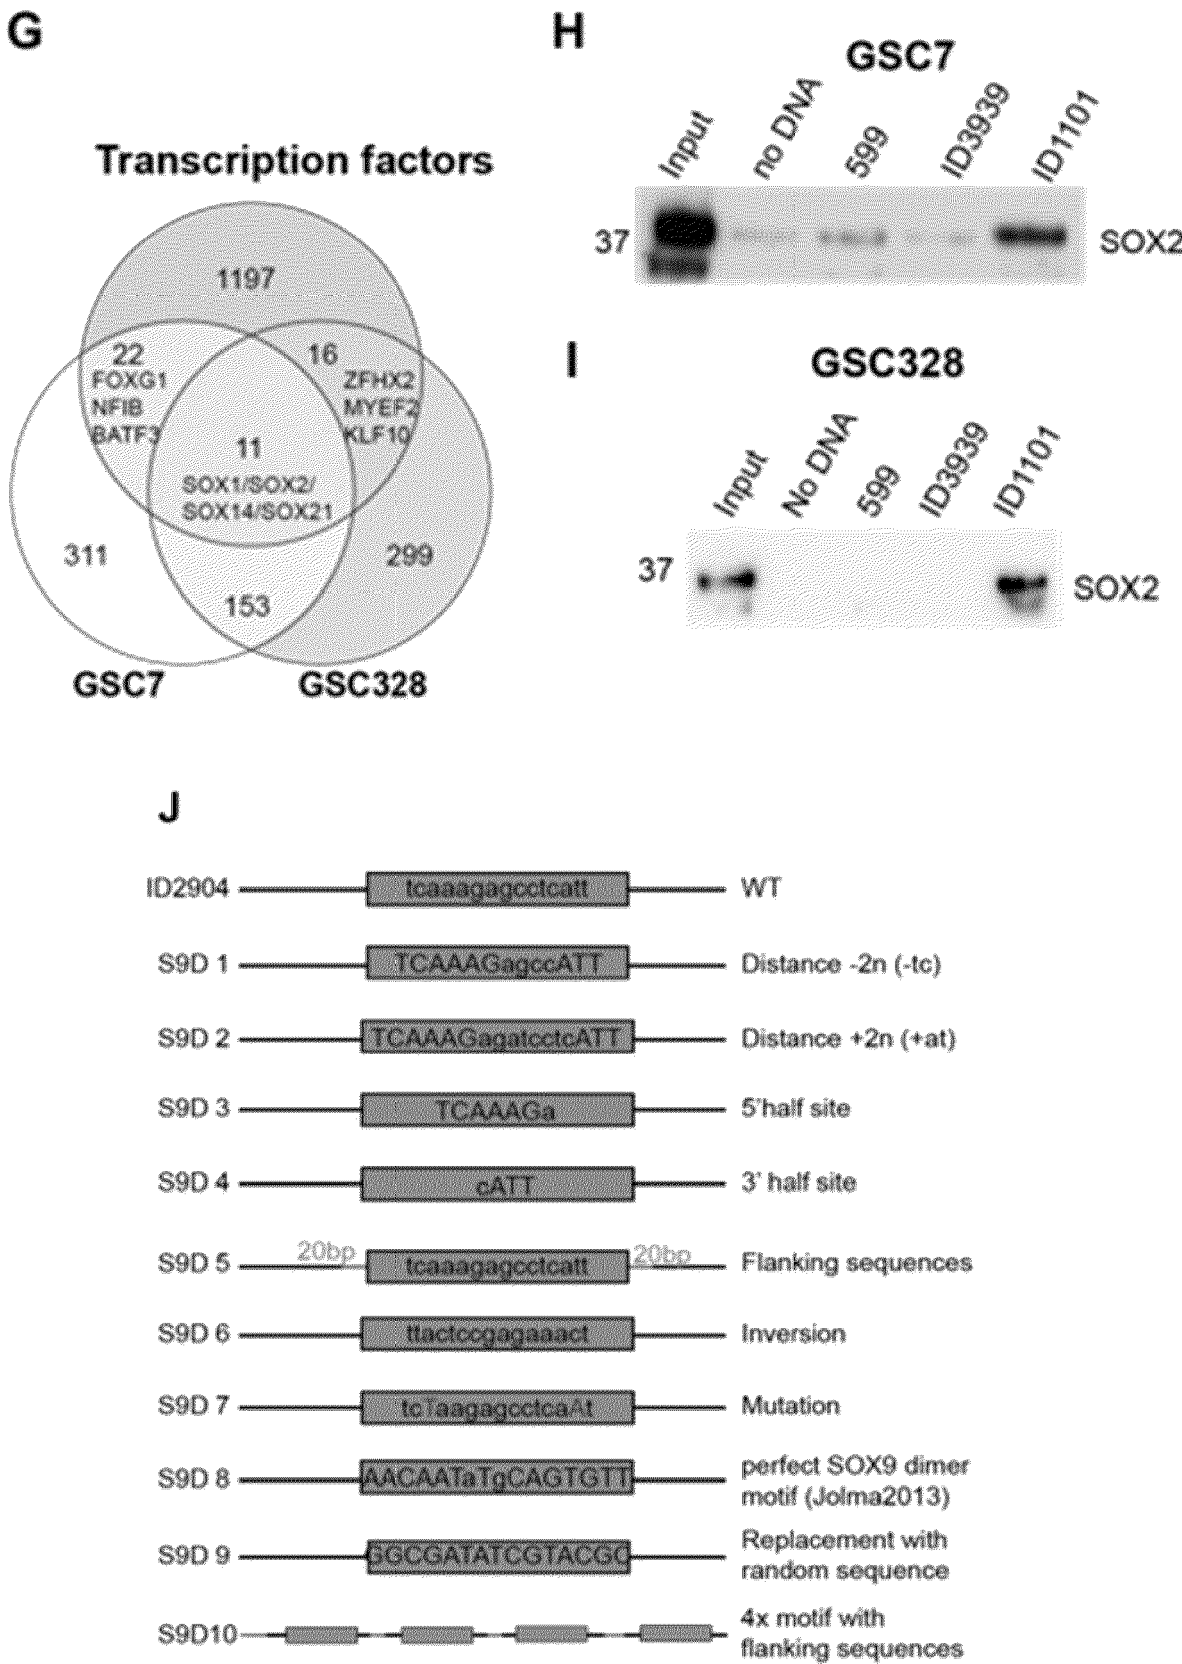 G
Transcription factors
1197
22
FOXG1
NFIB
BATF3
16
ZFHX2
MYEF2
KLF10
11
SOX1/SOX2/
SOX14/SOX21
311
299
153
GSC7
GSC328
H
GSC7
Input
no DNA
599
ID3939
ID1101
37
SOX2
I
GSC328
Input
No DNA
599
ID3939
ID1101
37
SOX2
J
ID2904 tcaaagagcctcatt WT
S9D 1 TCAAAGagccATT Distance -2n (-tc)
S9D 2 TCAAAGagatcctcATT Distance +2n (+at)
S9D 3 TCAAAGa 5'half site
S9D 4 cATT 3' half site
S9D 5 20bp tcaaagagcctcatt 20bp Flanking sequences
S9D 6 ttactccgagaaact Inversion
S9D 7 tcTaagagcctcaAt Mutation
S9D 8 AACAATaTgCAGTGTT perfect SOX9 dimer
motif (Jolma2013)
S9D 9 GGCGATATCGTACGC Replacement with
random sequence
S9D10 4x motif with
flanking sequences